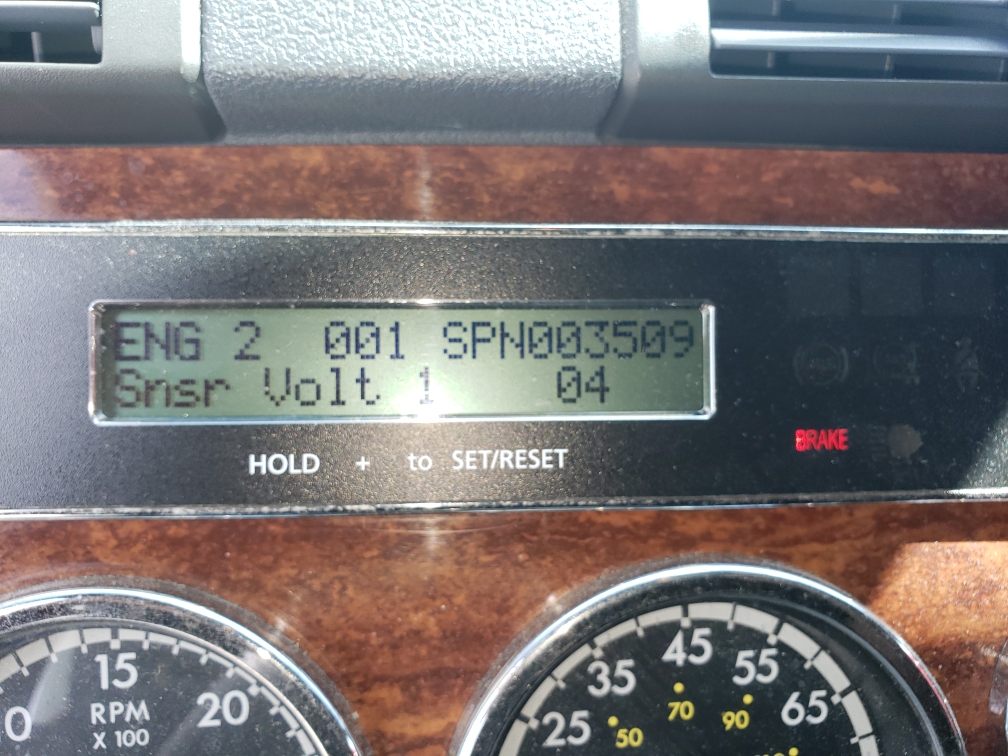 ENG 2 001 SPN003509
Snsr Volt 1 04
HOLD + to SET/RESET
BRAKE
15
20
RPM
X 100
25
35
45
55
65
50
70
90